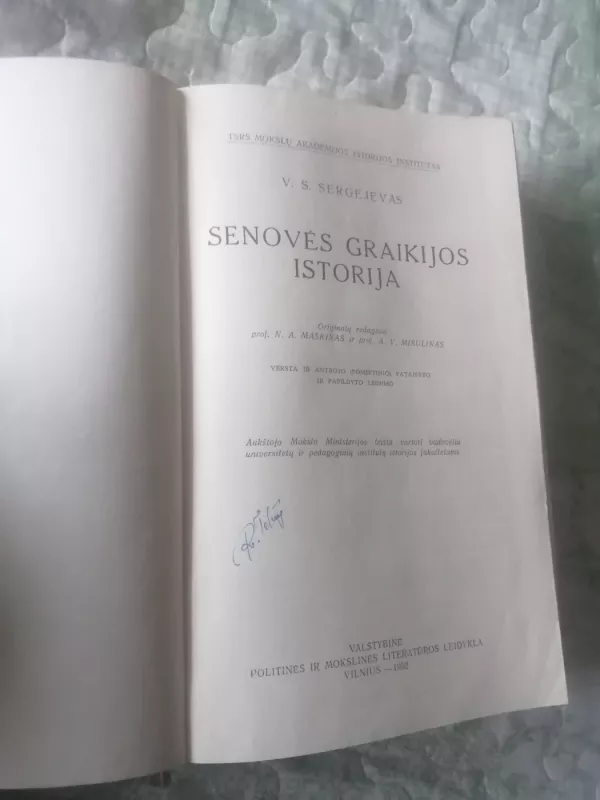 TSRS MOKSLŲ AKADEMIJOS ISTORIJOS INSTITUTAS
V. S. SERGEJEVAS
SENOVĖS GRAIKIJOS
ISTORIJA
Originalą redagavo
prof. N. A. MAŠKINAS ir prof. A. V. MIŠULINAS
VERSTA IŠ ANTROJO (POMIRTINIO) PATAISYTO
IR PAPILDYTO LEIDIMO
Aukštojo Mokslo Ministerijos leista vartoti vadovėliu
universitetų ir pedagoginių institutų istorijos fakultetams
VALSTYBINĖ
POLITINĖS IR MOKSLINĖS LITERATŪROS LEIDYKLA
VILNIUS—1952